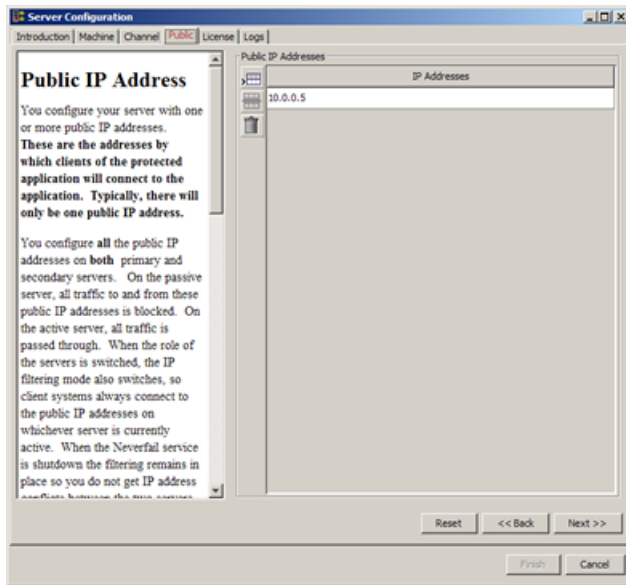 Server Configuration
Introduction Machine Channel Public License Logs
Public IP Address
You configure your server with one
or more public IP addresses.
These are the addresses by
which clients of the protected
application will connect to the
application. Typically, there will
only be one public IP address.
You configure all the public IP
addresses on both primary and
secondary servers. On the passive
server, all traffic to and from these
public IP addresses is blocked. On
the active server, all traffic is
passed through. When the role of
the servers is switched, the IP
filtering mode also switches, so
client systems always connect to
the public IP addresses on
whichever server is currently
active. When the Neverfail service
is shutdown the filtering remains in
place so you do not get IP address
conflicts between the two servers
Public IP Addresses
IP Addresses
10.0.0.5
Reset << Back Next >>
Finish Cancel